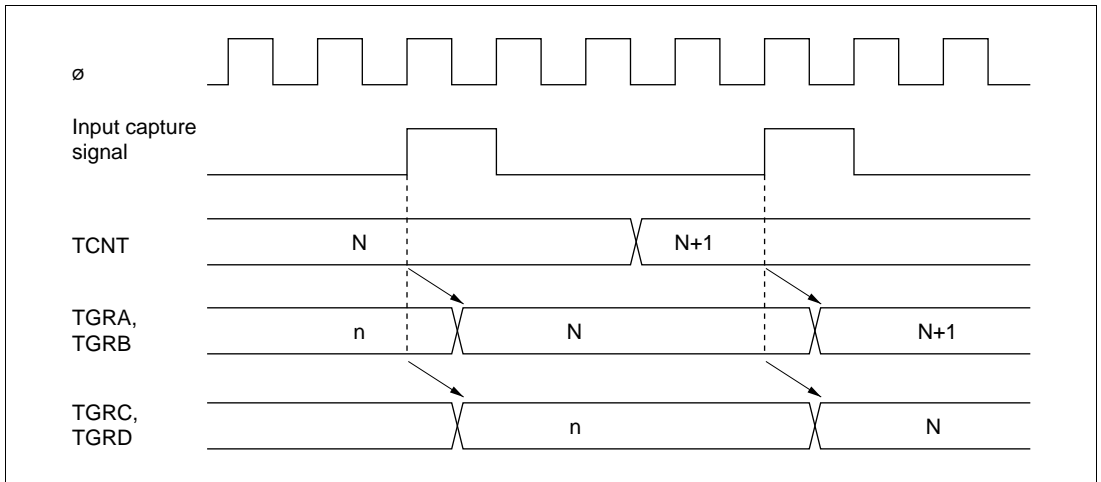 ø
Input capture
signal
TCNT
N
N+1
TGRA,
TGRB
n
N
N+1
TGRC,
TGRD
n
N